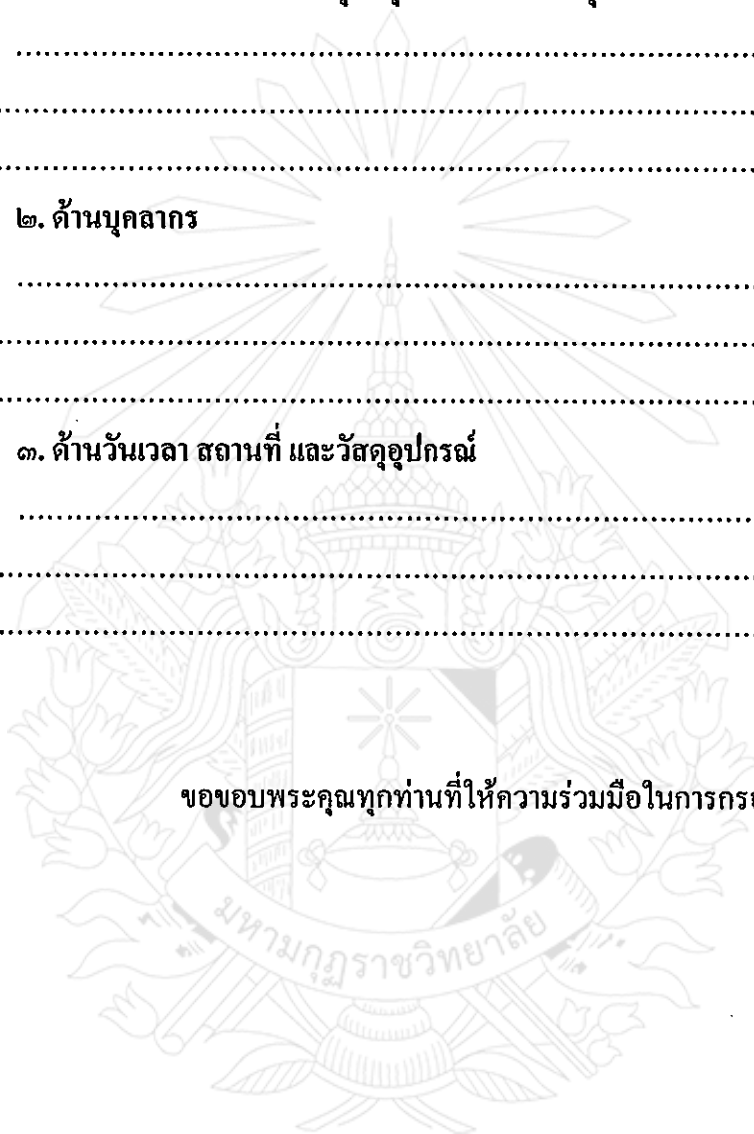 ................................................................................
................................................................................
................................................................................
๒. ด้านบุคลากร
................................................................................
................................................................................
................................................................................
๓. ด้านวันเวลา สถานที่ และวัสดุอุปกรณ์
................................................................................
................................................................................
................................................................................
ขอขอบพระคุณทุกท่านที่ให้ความร่วมมือในการกรอ
มหามกุฏราชวิทยาลัย